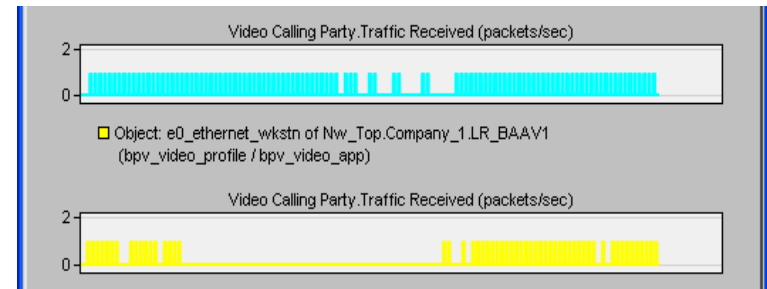 Video Calling Party.Traffic Received (packets/sec)
2
0
Object: e0_ethernet_wkstn of Nw_Top.Company_1.LR_BAAV1
(bpv_video_profile / bpv_video_app)
Video Calling Party.Traffic Received (packets/sec)
2
0